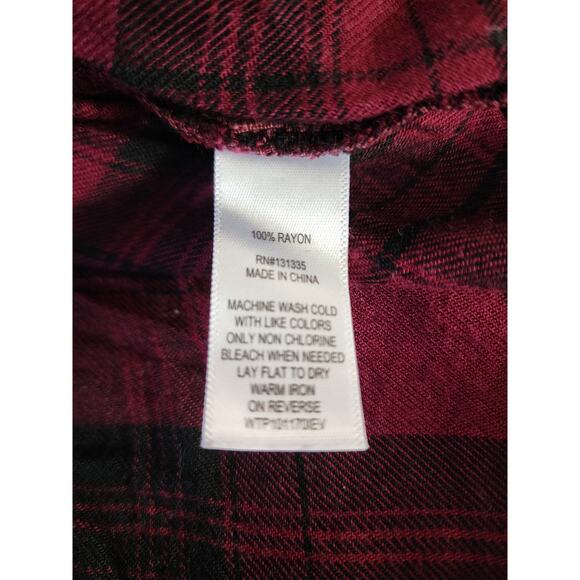 100% RAYON
RN#131335
MADE IN CHINA
MACHINE WASH COLD
WITH LIKE COLORS
ONLY NON CHLORINE
BLEACH WHEN NEEDED
LAY FLAT TO DRY
WARM IRON
ON REVERSE
WTP101170IEV